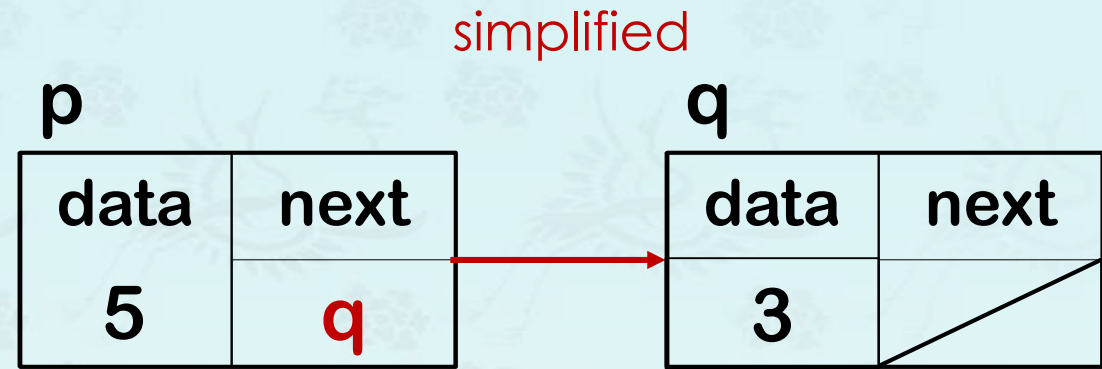 simplified
p q
data next data next
5 q 3